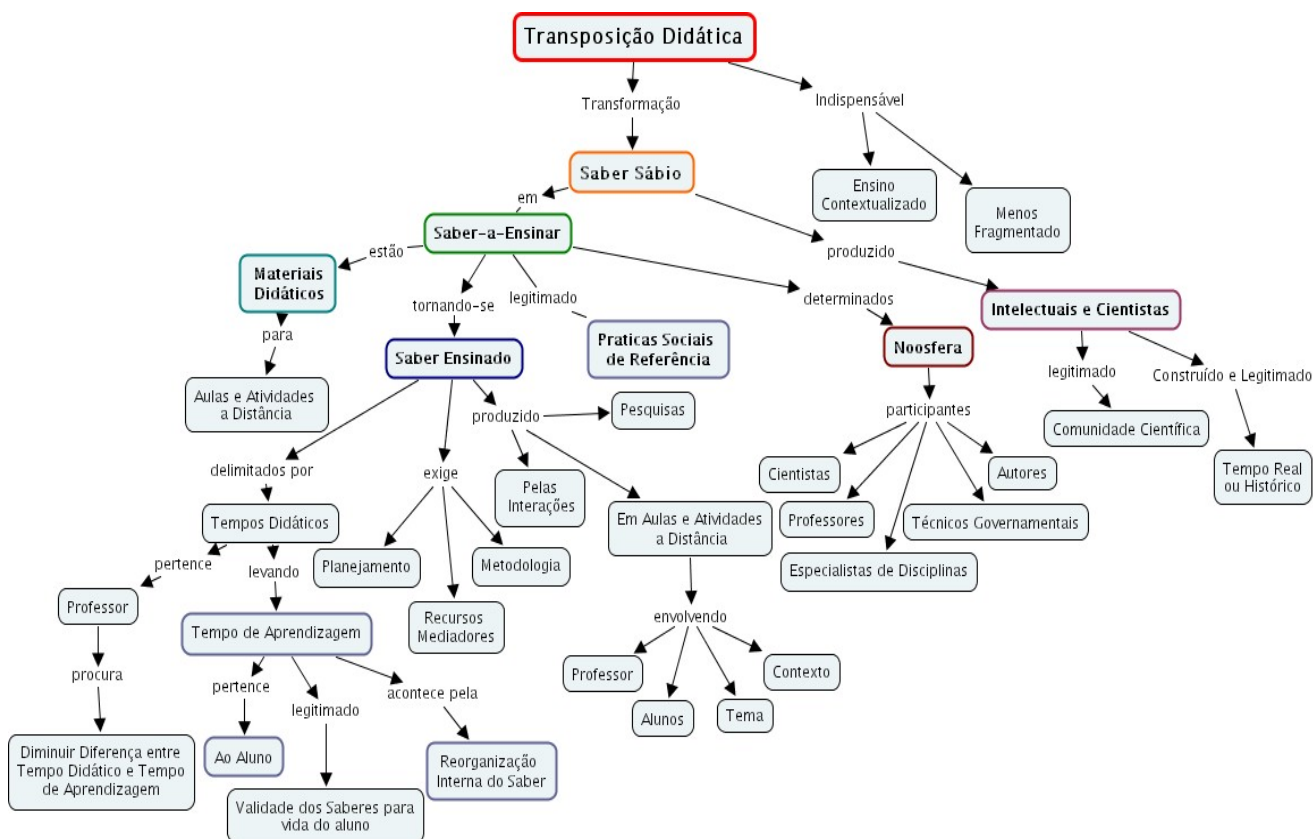 Transposição Didática
Transformação
Indispensável
Saber Sábio
Ensino
Contextualizado
Menos
Fragmentado
em
Saber-a-Ensinar
produzido
estão
Materiais
Didáticos
tornando-se
legitimado
determinados
Intelectuais e Cientistas
para
Saber Ensinado
Praticas Sociais
de Referência
Noosfera
legitimado
Construído e Legitimado
Aulas e Atividades
a Distância
produzido
Pesquisas
participantes
Comunidade Científica
delimitados por
exige
Pelas
Interações
Cientistas
Autores
Tempo Real
ou Histórico
Tempos Didáticos
Em Aulas e Atividades
a Distância
Professores
Técnicos Governamentais
pertence
levando
Planejamento
Metodologia
Especialistas de Disciplinas
Professor
Tempo de Aprendizagem
Recursos
Mediadores
envolvendo
procura
pertence
legitimado
acontece pela
Professor
Alunos
Tema
Contexto
Diminuir Diferença entre
Tempo Didático e Tempo
de Aprendizagem
Ao Aluno
Reorganização
Interna do Saber
Validade dos Saberes para
vida do aluno